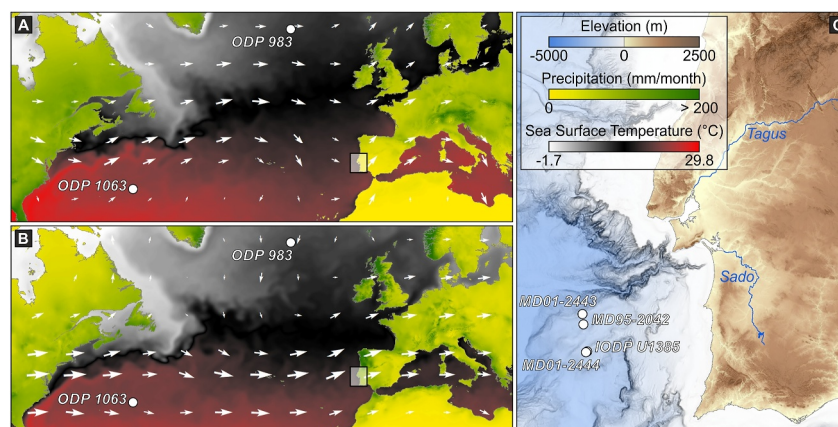 A
ODP 983
ODP 1063
B
ODP 983
ODP 1063
C
Elevation (m)
-5000 0 2500
Precipitation (mm/month)
0 > 200
Sea Surface Temperature (°C)
-1.7 29.8
Tagus
Sado
MD01-2443
MD95-2042
IODP U1385
MD01-2444